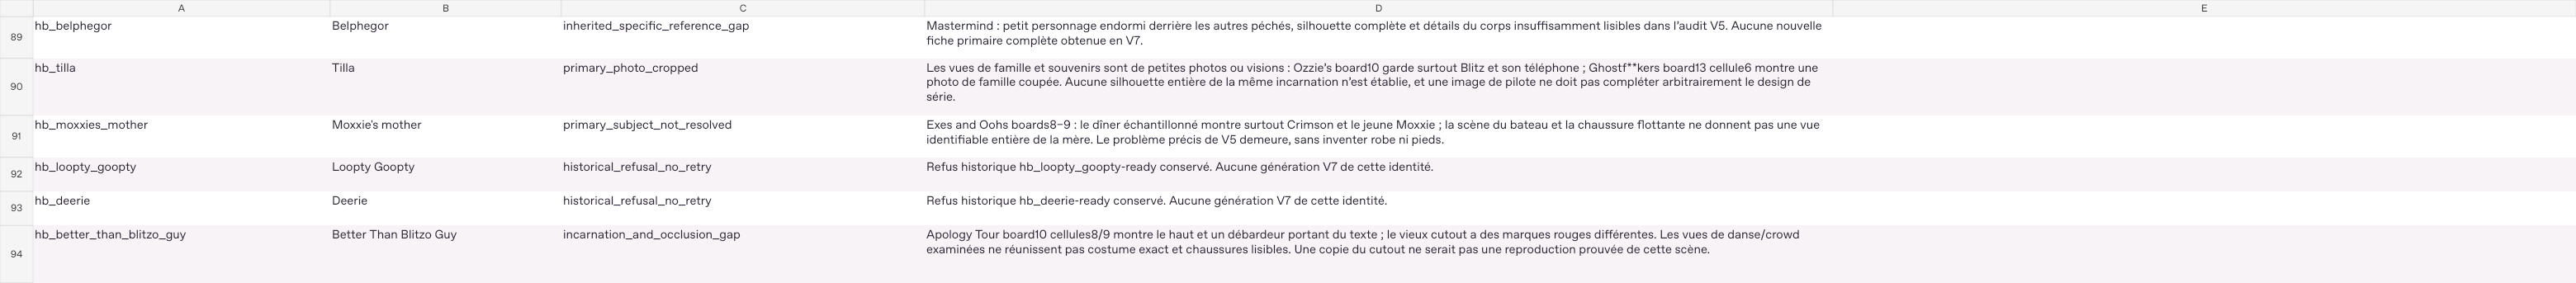 A B C D E
89 hb_belphegor Belphegor inherited_specific_reference_gap Mastermind : petit personnage endormi derrière les autres péchés, silhouette complète et détails du corps insuffisamment lisibles dans l'audit V5. Aucune nouvelle
fiche primaire complète obtenue en V7.
90 hb_tilla Tilla primary_photo_cropped Les vues de famille et souvenirs sont de petites photos ou visions : Ozzie's board10 garde surtout Blitz et son téléphone ; Ghostf**kers board13 cellule6 montre une
photo de famille coupée. Aucune silhouette entière de la même incarnation n'est établie, et une image de pilote ne doit pas compléter arbitrairement le design de
série.
91 hb_moxxies_mother Moxxie's mother primary_subject_not_resolved Exes and Oohs boards8–9 : le dîner échantillonné montre surtout Crimson et le jeune Moxxie ; la scène du bateau et la chaussure flottante ne donnent pas une vue
identifiable entière de la mère. Le problème précis de V5 demeure, sans inventer robe ni pieds.
92 hb_loopty_goopty Loopty Goopty historical_refusal_no_retry Refus historique hb_loopty_goopty-ready conservé. Aucune génération V7 de cette identité.
93 hb_deerie Deerie historical_refusal_no_retry Refus historique hb_deerie-ready conservé. Aucune génération V7 de cette identité.
94 hb_better_than_blitzo_guy Better Than Blitzo Guy incarnation_and_occlusion_gap Apology Tour board10 cellules8/9 montre le haut et un débardeur portant du texte ; le vieux cutout a des marques rouges différentes. Les vues de danse/crowd
examinées ne réunissent pas costume exact et chaussures lisibles. Une copie du cutout ne serait pas une reproduction prouvée de cette scène.